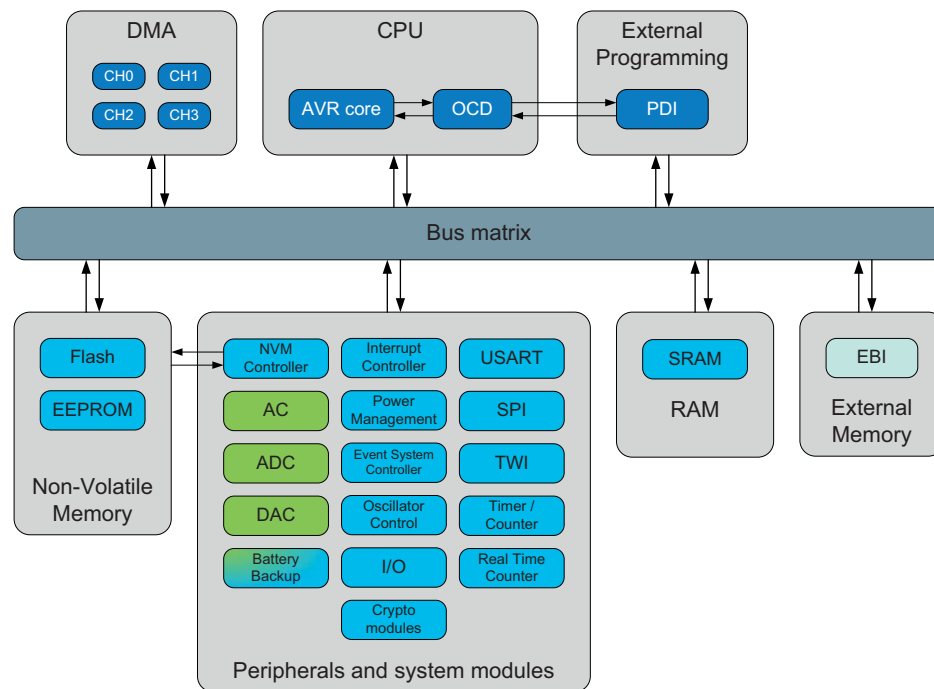 DMA
CH0
CH1
CH2
CH3
CPU
AVR core
OCD
External
Programming
PDI
Bus matrix
Flash
EEPROM
Non-Volatile
Memory
NVM
Controller
Interrupt
Controller
USART
AC
Power
Management
SPI
ADC
Event System
Controller
TWI
DAC
Oscillator
Control
Timer /
Counter
Battery
Backup
I/O
Real Time
Counter
Crypto
modules
Peripherals and system modules
SRAM
RAM
EBI
External
Memory